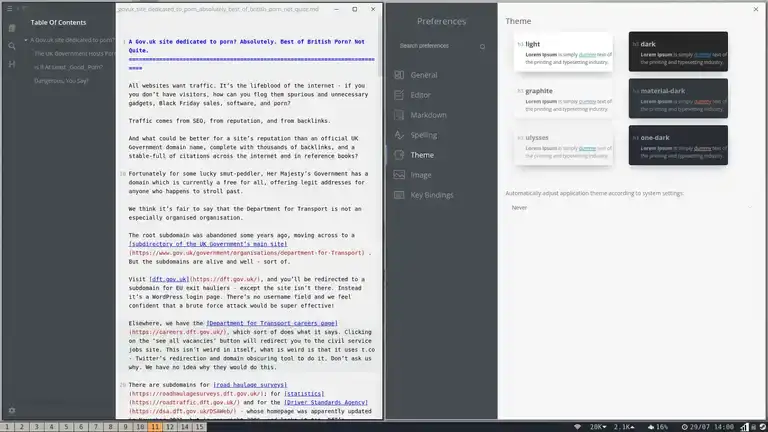 _gov.uk_site_dedicated_to_porn_absolutely_best_of_british_porn_not_quite.md
Table Of Contents
A Gov.uk site dedicated to porn?
The UK Government Hosts Porn
Is It At Least _Good_ Porn?
Dangerous, You Say?
A Gov.uk site dedicated to porn? Absolutely. Best of British Porn? Not
Quite.
===========================================================================
====
All websites want traffic. It's the lifeblood of the internet - if you
you don't have visitors, how can you flog them spurious and unnecessary
gadgets, Black Friday sales, software, and porn?
Traffic comes from SEO, from reputation, and from backlinks.
And what could be better for a site's reputation than an official UK
Government domain name, complete with thousands of backlinks, and a
stable-full of citations across the internet and in reference books?
10 Fortunately for some lucky smut-peddler, Her Majesty's Government has a
domain which is currently a free for all, offering legit addresses for
anyone who happens to stroll past.
We think it's fair to say that the Department for Transport is not an
especially organised organisation.
The root subdomain was abandoned some years ago, moving across to a
[subdirectory of the UK Government's main site]
(https://www.gov.uk/government/organisations/department-for-Transport) .
But the subdomains are alive and well - sort of.
Visit [dft.gov.uk](https://dft.gov.uk/), and you'll be redirected to a
subdomain for EU exit hauliers - except the site isn't there. Instead
it's a WordPress login page. There's no username field and we feel
confident that a brute force attack would be super effective!
Elsewhere, we have the [Department for Transport careers page]
(https://careers.dft.gov.uk/), which sort of does what it says. Clicking
on the 'see all vacancies' button will redirect you to the civil service
jobs site. This isn't weird in itself, what is weird is that it uses t.co
- Twitter's redirection and domain obscuring tool to do it. Don't ask us
why. We have no idea why they would do this.
20 There are subdomains for [road haulage surveys]
(https://roadhaulagesurveys.dft.gov.uk/); for [statistics]
(https://roadtraffic.dft.gov.uk/) and for the [Driver Standards Agency]
(https://dsa.dft.gov.uk/DSAWeb/) - whose homepage was apparently updated
Preferences
Search preferences
General
Editor
Markdown
Spelling
Theme
Image
Key Bindings
Theme
h3 light
Lorem Ipsum is simply dummy text of
the printing and typesetting industry.
h3 dark
Lorem Ipsum is simply dummy text of
the printing and typesetting industry.
h3 graphite
Lorem Ipsum is simply dummy text of
the printing and typesetting industry.
h3 material-dark
Lorem Ipsum is simply dummy text of
the printing and typesetting industry.
h3 ulysses
Lorem Ipsum is simply dummy text of
the printing and typesetting industry.
h3 one-dark
Lorem Ipsum is simply dummy text of
the printing and typesetting industry.
Automatically adjust application theme according to system settings
Never
1 2 3 4 5 6 7 8 9 10 11 12 14 15
20K 2.1K 16% 29/07 14:00